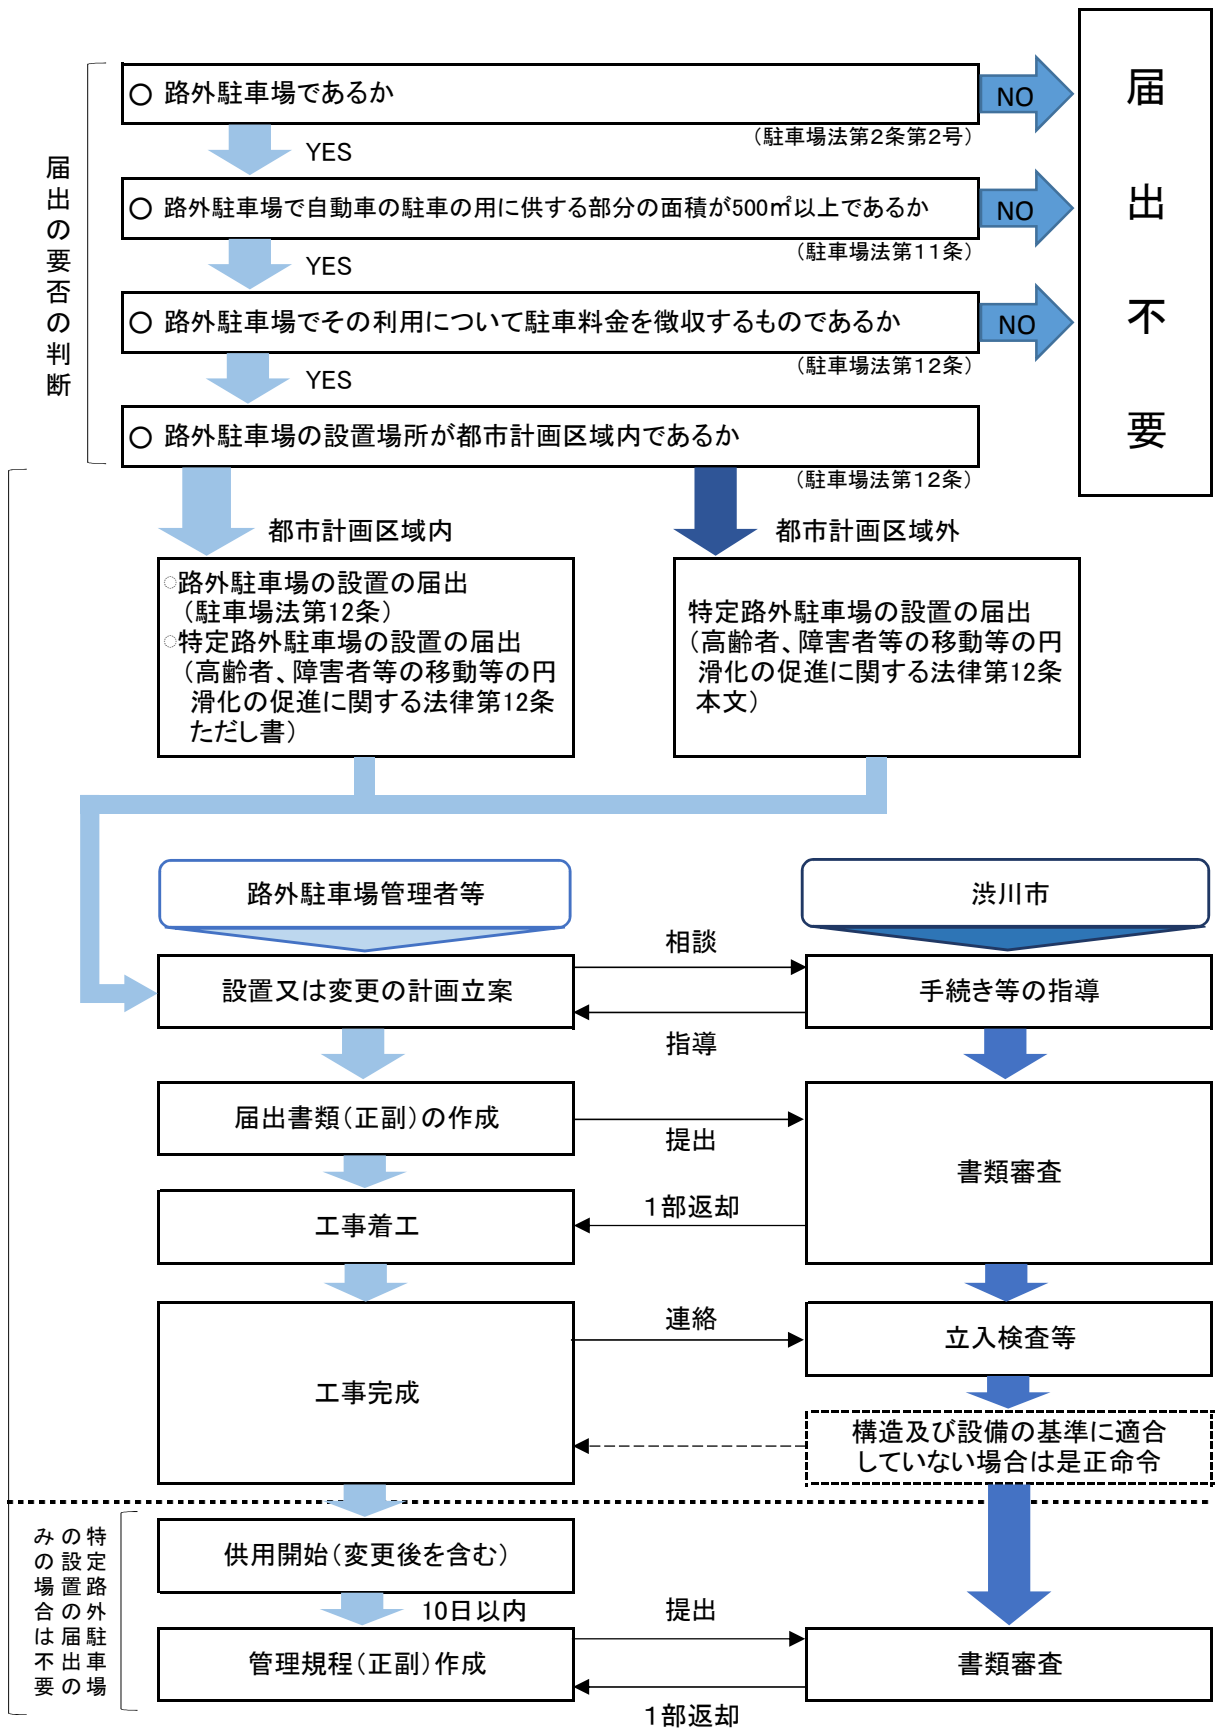 届出不要
届出の要否の判断
○ 路外駐車場であるか
NO
(駐車場法第2条第2号)
YES
○ 路外駐車場で自動車の駐車の用に供する部分の面積が500㎡以上であるか
NO
(駐車場法第11条)
YES
○ 路外駐車場でその利用について駐車料金を徴収するものであるか
NO
(駐車場法第12条)
YES
○ 路外駐車場の設置場所が都市計画区域内であるか
(駐車場法第12条)
都市計画区域内
都市計画区域外
○路外駐車場の設置の届出
(駐車場法第12条)
○特定路外駐車場の設置の届出
(高齢者、障害者等の移動等の円
滑化の促進に関する法律第12条
ただし書)
特定路外駐車場の設置の届出
(高齢者、障害者等の移動等の円
滑化の促進に関する法律第12条
本文)
路外駐車場管理者等
渋川市
相談
設置又は変更の計画立案
手続き等の指導
指導
届出書類(正副)の作成
提出
書類審査
1部返却
工事着工
連絡
立入検査等
工事完成
構造及び設備の基準に適合
していない場合は是正命令
特定路外駐車場
の設置の届出の
みの場合は不要
供用開始(変更後を含む)
10日以内
提出
管理規程(正副)作成
書類審査
1部返却